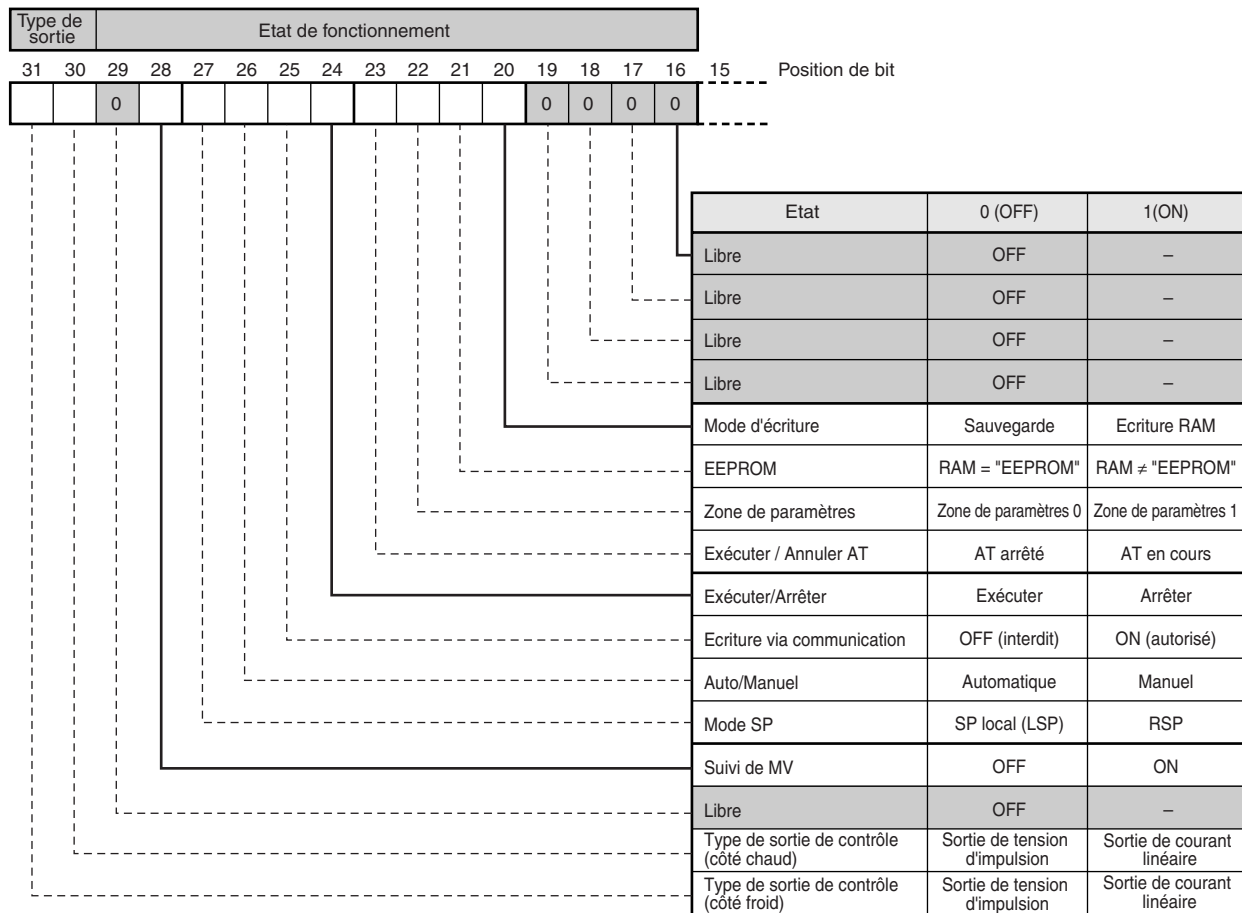 Type de
sortie
Etat de fonctionnement
31 30 29 28 27 26 25 24 23 22 21 20 19 18 17 16 15 Position de bit
0 0 0 0 0
Etat 0 (OFF) 1(ON)
Libre OFF –
Libre OFF –
Libre OFF –
Libre OFF –
Mode d'écriture Sauvegarde Ecriture RAM
EEPROM RAM = "EEPROM" RAM ≠ "EEPROM"
Zone de paramètres Zone de paramètres 0 Zone de paramètres 1
Exécuter / Annuler AT AT arrêté AT en cours
Exécuter/Arrêter Exécuter Arrêter
Ecriture via communication OFF (interdit) ON (autorisé)
Auto/Manuel Automatique Manuel
Mode SP SP local (LSP) RSP
Suivi de MV OFF ON
Libre OFF –
Type de sortie de contrôle Sortie de tension Sortie de courant
(côté chaud) d'impulsion linéaire
Type de sortie de contrôle Sortie de tension Sortie de courant
(côté froid) d'impulsion linéaire